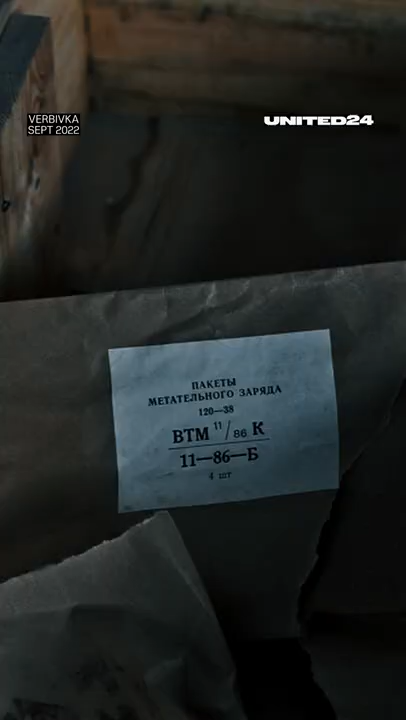 VERBIVKA
SEPT 2022
UNITED24
ПАКЕТЫ
МЕТАТЕЛЬНОГО ЗАРЯДА
120—38
ВТМ 11/86 К
11—86—Б
4 шт